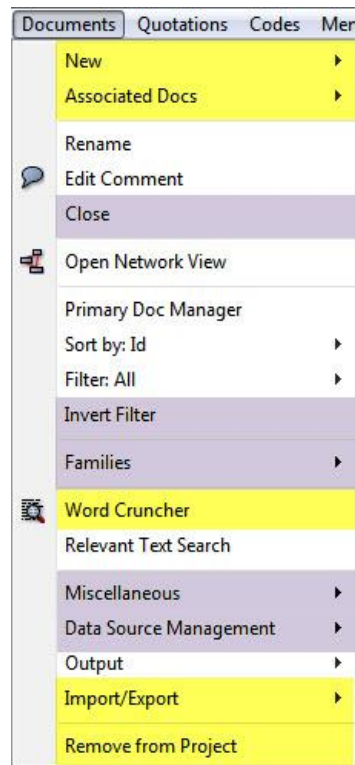 Documents Quotations Codes Mer
New
Associated Docs
Rename
Edit Comment
Close
Open Network View
Primary Doc Manager
Sort by: Id
Filter: All
Invert Filter
Families
Word Cruncher
Relevant Text Search
Miscellaneous
Data Source Management
Output
Import/Export
Remove from Project